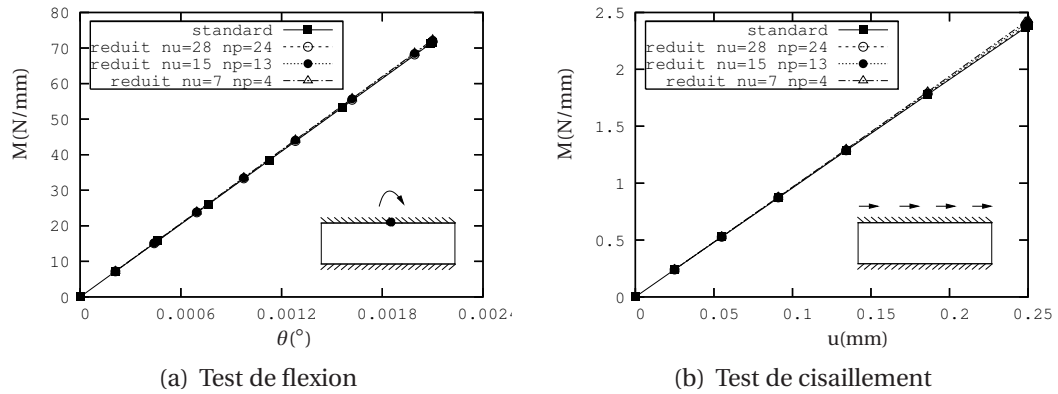 80
70
60
50
40
30
20
10
0
M(N/mm)
standard
reduit nu=28 np=24
reduit nu=15 np=13
reduit nu=7 np=4
0
0.0006
0.0012
0.0018
0.0024
θ(°)
(a) Test de flexion
2.5
2
1.5
1
0.5
0
M(N/mm)
standard
reduit nu=28 np=24
reduit nu=15 np=13
reduit nu=7 np=4
0
0.05
0.1
0.15
0.2
0.25
u(mm)
(b) Test de cisaillement